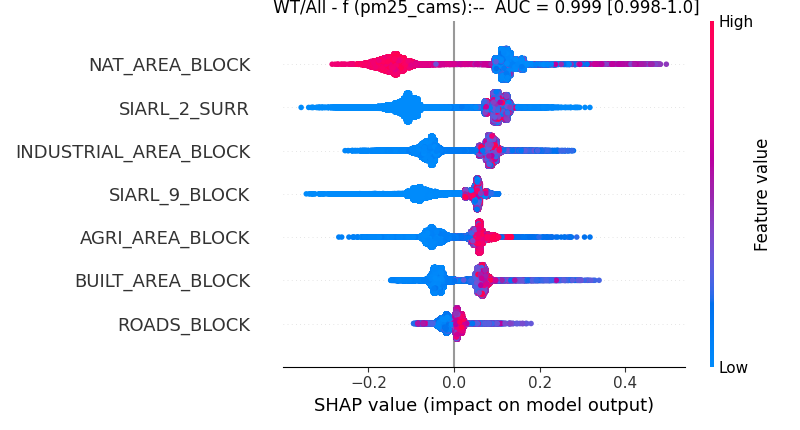 WT/All - f (pm25_cams):-- AUC = 0.999 [0.998-1.0]
High
NAT_AREA_BLOCK
SIARL_2_SURR
INDUSTRIAL_AREA_BLOCK
SIARL_9_BLOCK
AGRI_AREA_BLOCK
BUILT_AREA_BLOCK
ROADS_BLOCK
Feature value
Low
−0.2 0.0 0.2 0.4
SHAP value (impact on model output)